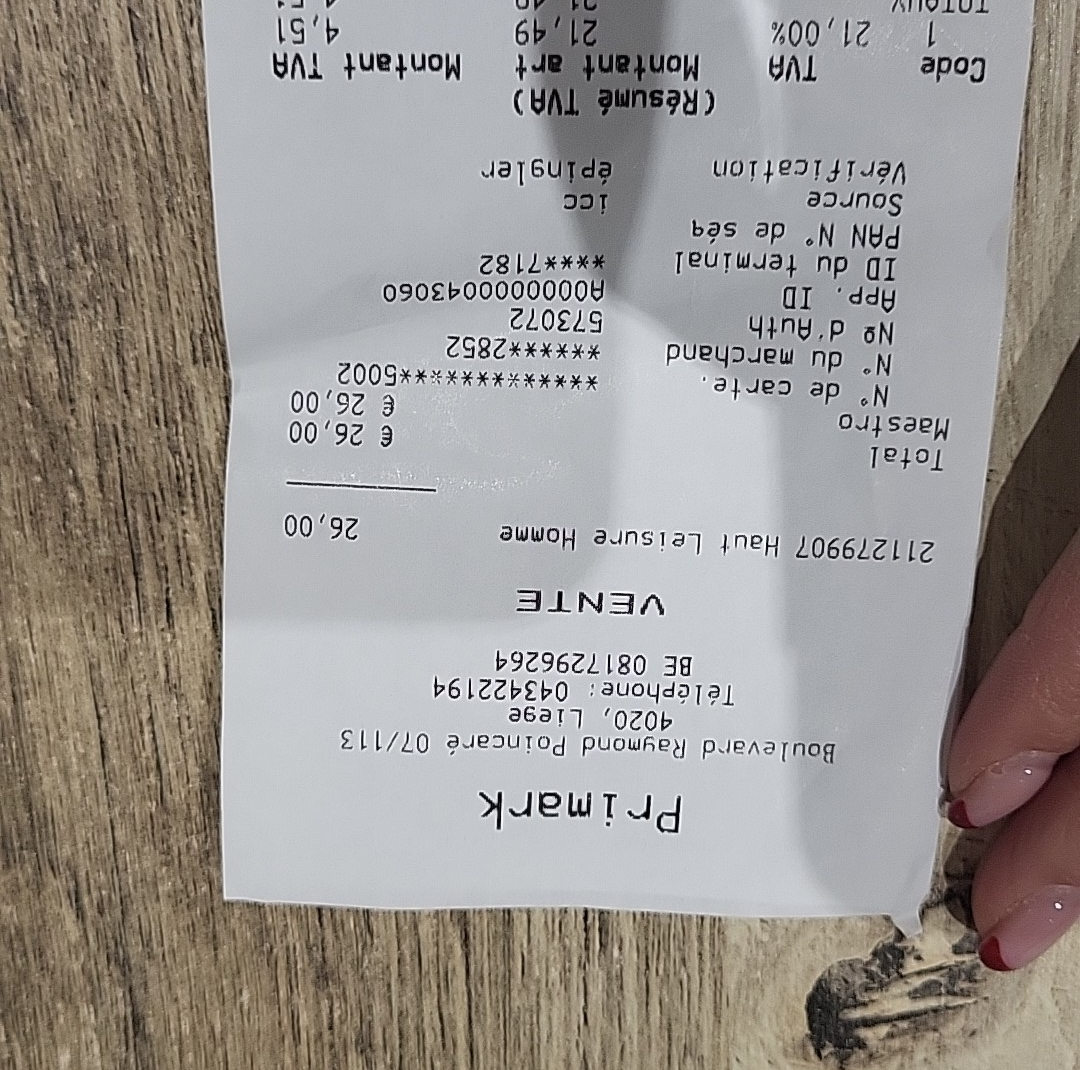 Primark
Boulevard Raymond Poincaré 07/113
4020, Liege
Téléphone: 043422194
BE 0817296264
VENTE
211279907 Haut Leisure Homme 26,00
Total € 26,00
Maestro € 26,00
N° de carte. **************5002
N° du marchand ******2852
Nº d'Auth 573072
App. ID A0000000043060
ID du terminal ****7182
PAN N° de séq
Source icc
Vérification épingler
(Résumé TVA)
Code TVA Montant art Montant TVA
1 21,00% 21,49 4,51
TOTAUX